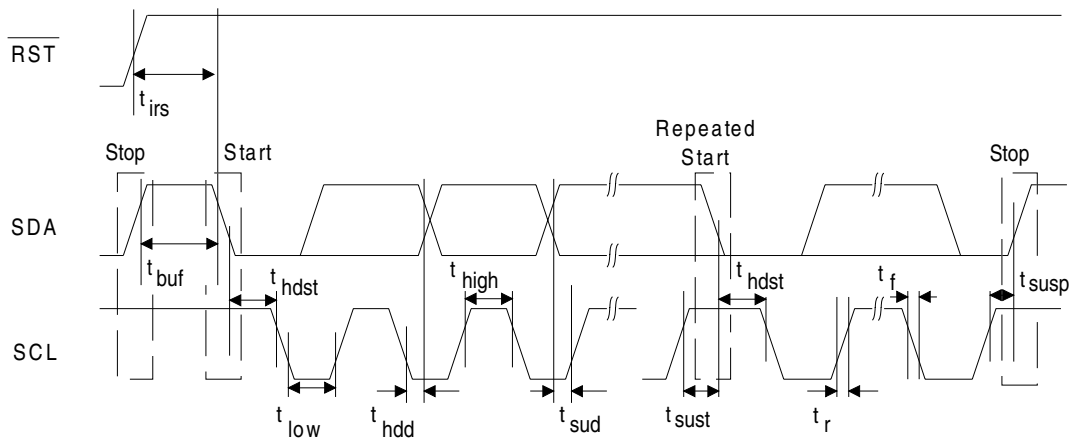 RST
t irs
Repeated
Stop Start Start Stop
SDA
t buf t hdst t high t hdst t f t susp
SCL
t low t hdd t sud t sust t r